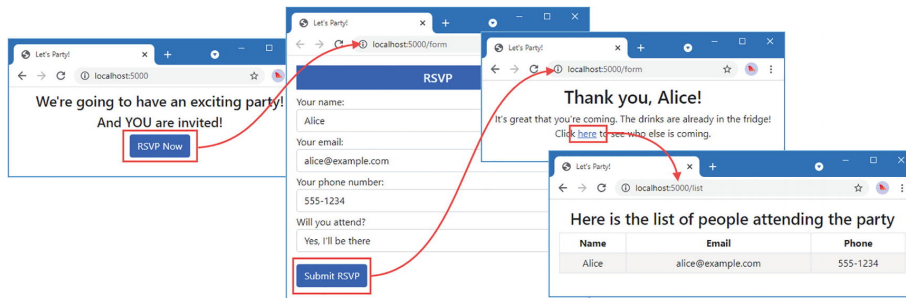 Let's Party!
localhost:5000
We're going to have an exciting party!
And YOU are invited!
RSVP Now
Let's Party!
localhost:5000/form
RSVP
Your name:
Alice
Your email:
alice@example.com
Your phone number:
555-1234
Will you attend?
Yes, I'll be there
Submit RSVP
Let's Party!
localhost:5000/form
Thank you, Alice!
It's great that you're coming. The drinks are already in the fridge!
Click here to see who else is coming.
Let's Party!
localhost:5000/list
Here is the list of people attending the party
Name Email Phone
Alice alice@example.com 555-1234